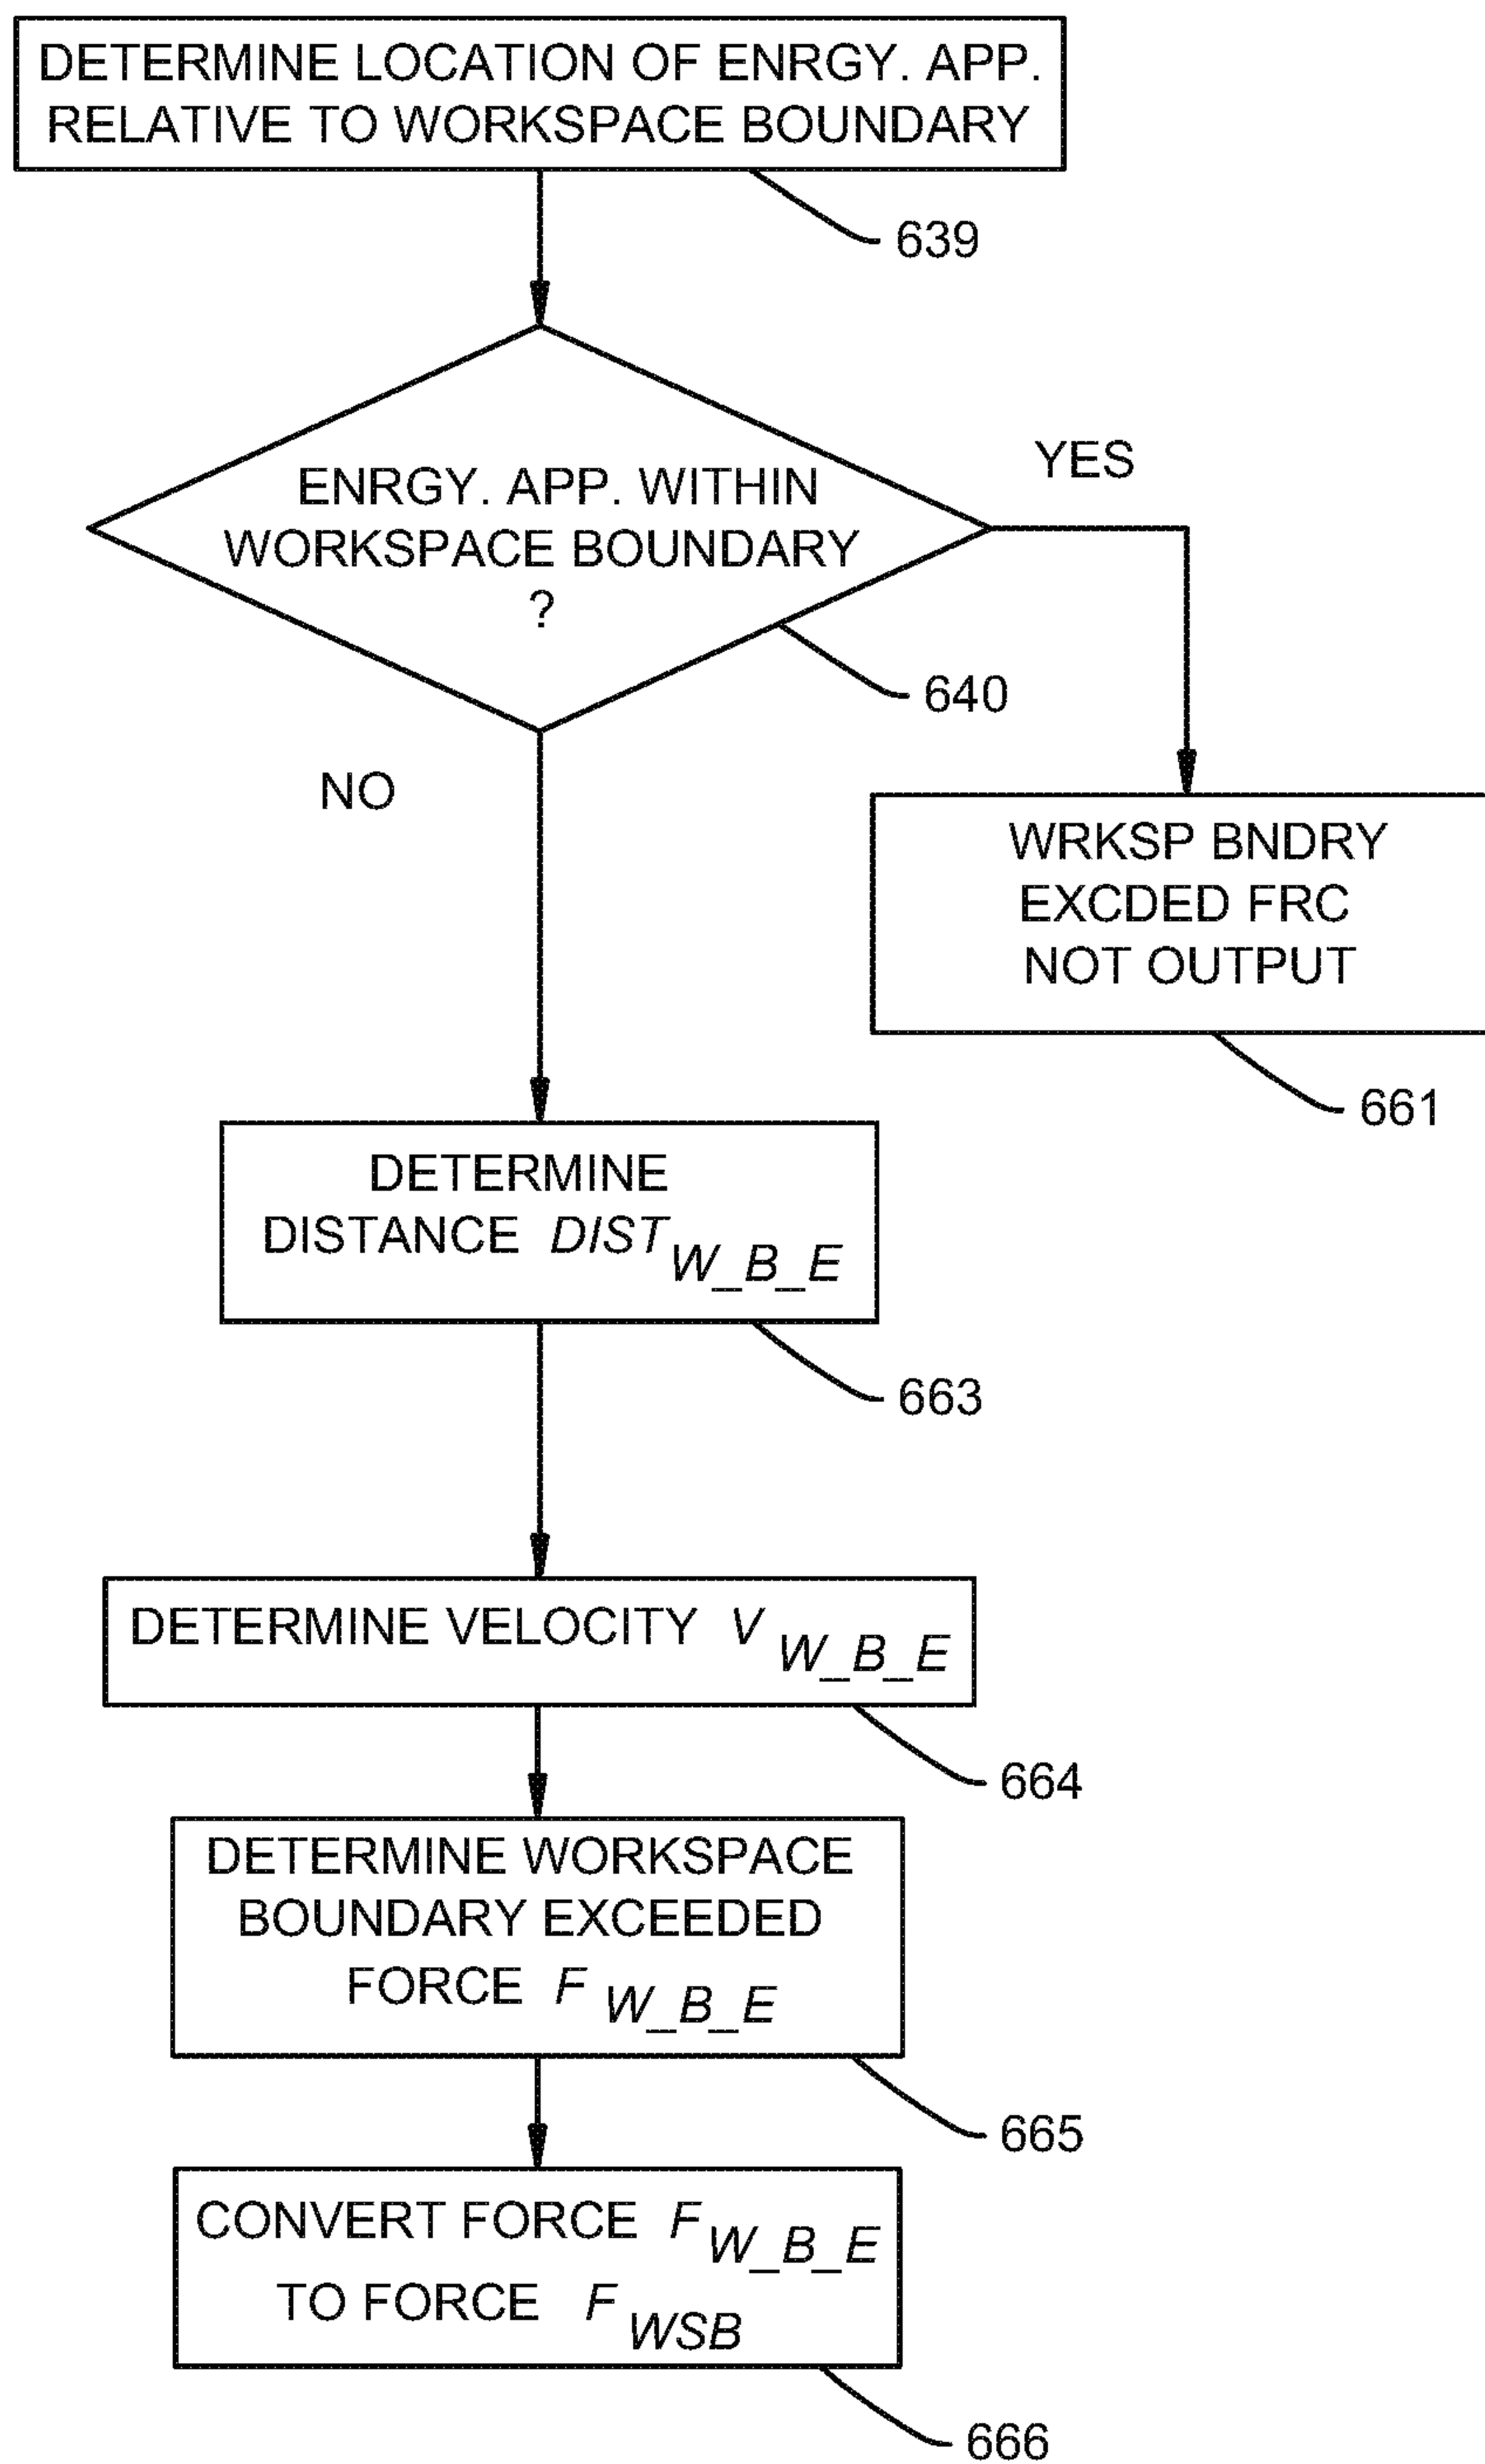 DETERMINE LOCATION OF ENRGY. APP.
RELATIVE TO WORKSPACE BOUNDARY
639
ENRGY. APP. WITHIN
WORKSPACE BOUNDARY
?
YES
640
NO
WRKSP BNDRY
EXCDED FRC
NOT OUTPUT
661
DETERMINE
DISTANCE DIST W_B_E
663
DETERMINE VELOCITY V W_B_E
664
DETERMINE WORKSPACE
BOUNDARY EXCEEDED
FORCE F W_B_E
665
CONVERT FORCE F W_B_E
TO FORCE F WSB
666